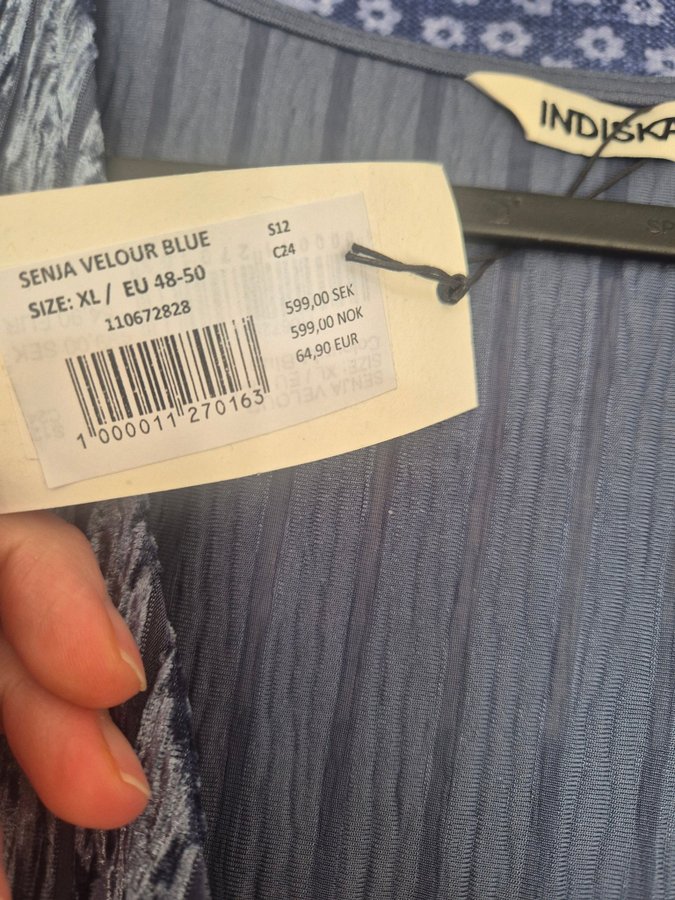 INDISKA
SENJA VELOUR BLUE
S12
SIZE: XL / EU 48-50
C24
110672828
599,00 SEK
599,00 NOK
64,90 EUR
1 000011 270163